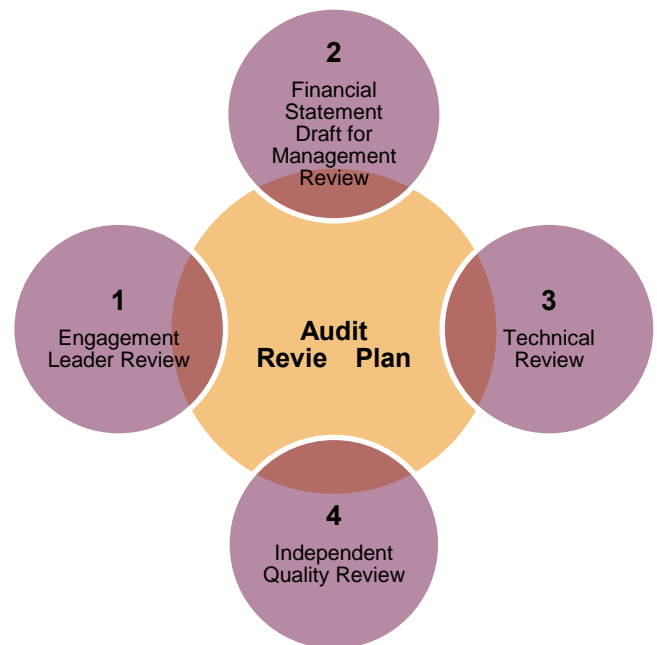 2
Financial
Statement
Draft for
Management
Review
1
Engagement
Leader Review
Audit
Revie Plan
3
Technical
Review
4
Independent
Quality Review